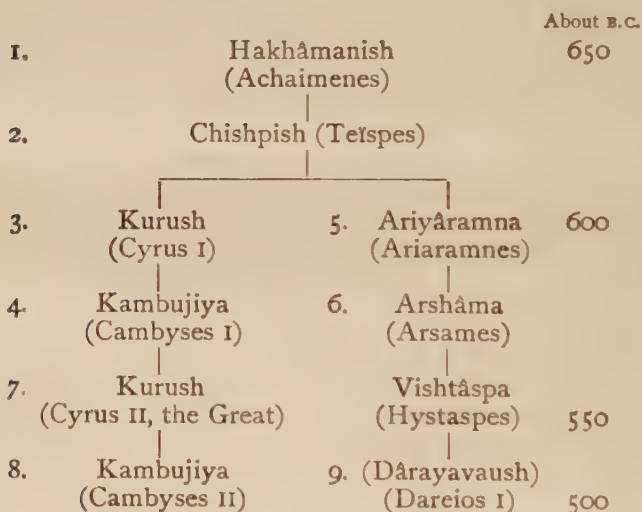 About B.C.
1. Hakhâmanish 650
(Achaimenes)
2. Chishpish (Teïspes)
3. Kurush 5. Ariyâramna 600
(Cyrus I) (Ariaramnes)
4. Kambujiya 6. Arshâma
(Cambyses I) (Arsames)
7. Kurush Vishtâspa
(Cyrus II, the Great) (Hystaspes) 550
8. Kambujiya 9. (Dârayavaush)
(Cambyses II) (Dareios I) 500